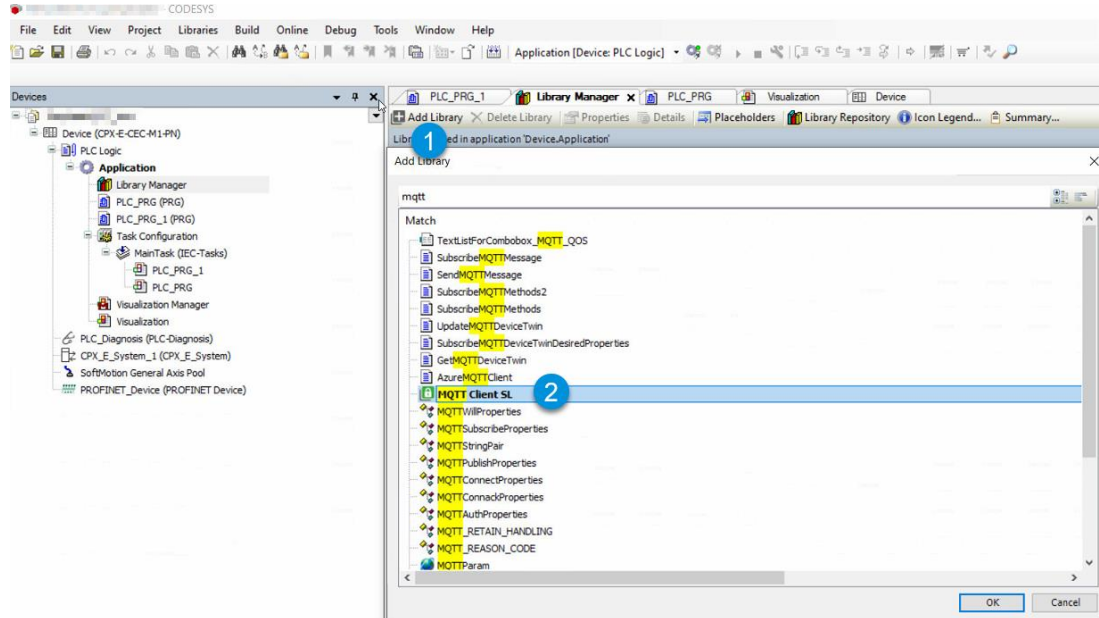 CODESYS
File Edit View Project Libraries Build Online Debug Tools Window Help
Application [Device: PLC Logic]
Devices
Device (CPX-E-CEC-M1-PN)
PLC Logic
Application
Library Manager
PLC_PRG (PRG)
PLC_PRG_1 (PRG)
Task Configuration
MainTask (IEC-Tasks)
PLC_PRG_1
PLC_PRG
Visualization Manager
Visualization
PLC_Diagnosis (PLC-Diagnosis)
CPX_E_System_1 (CPX_E_System)
SoftMotion General Axis Pool
PROFINET_Device (PROFINET Device)
PLC_PRG_1 Library Manager PLC_PRG Visualization Device
Add Library Delete Library Properties Details Placeholders Library Repository Icon Legend... Summary...
1
in application 'Device.Application'
Add Library
mqtt
Match
TextListForCombobox_MQTT_QOS
SubscribeMQTTMessage
SendMQTTMessage
SubscribeMQTTMethods2
SubscribeMQTTMethods
UpdateMQTTDeviceTwin
SubscribeMQTTDeviceTwinDesiredProperties
GetMQTTDeviceTwin
AzureMQTTClient
MQTT Client SL
2
MQTTWillProperties
MQTTSubscribeProperties
MQTTStringPair
MQTTPublishProperties
MQTTConnectProperties
MQTTConnackProperties
MQTTAuthProperties
MQTT_RETAIN_HANDLING
MQTT_REASON_CODE
MQTTParam
OK Cancel